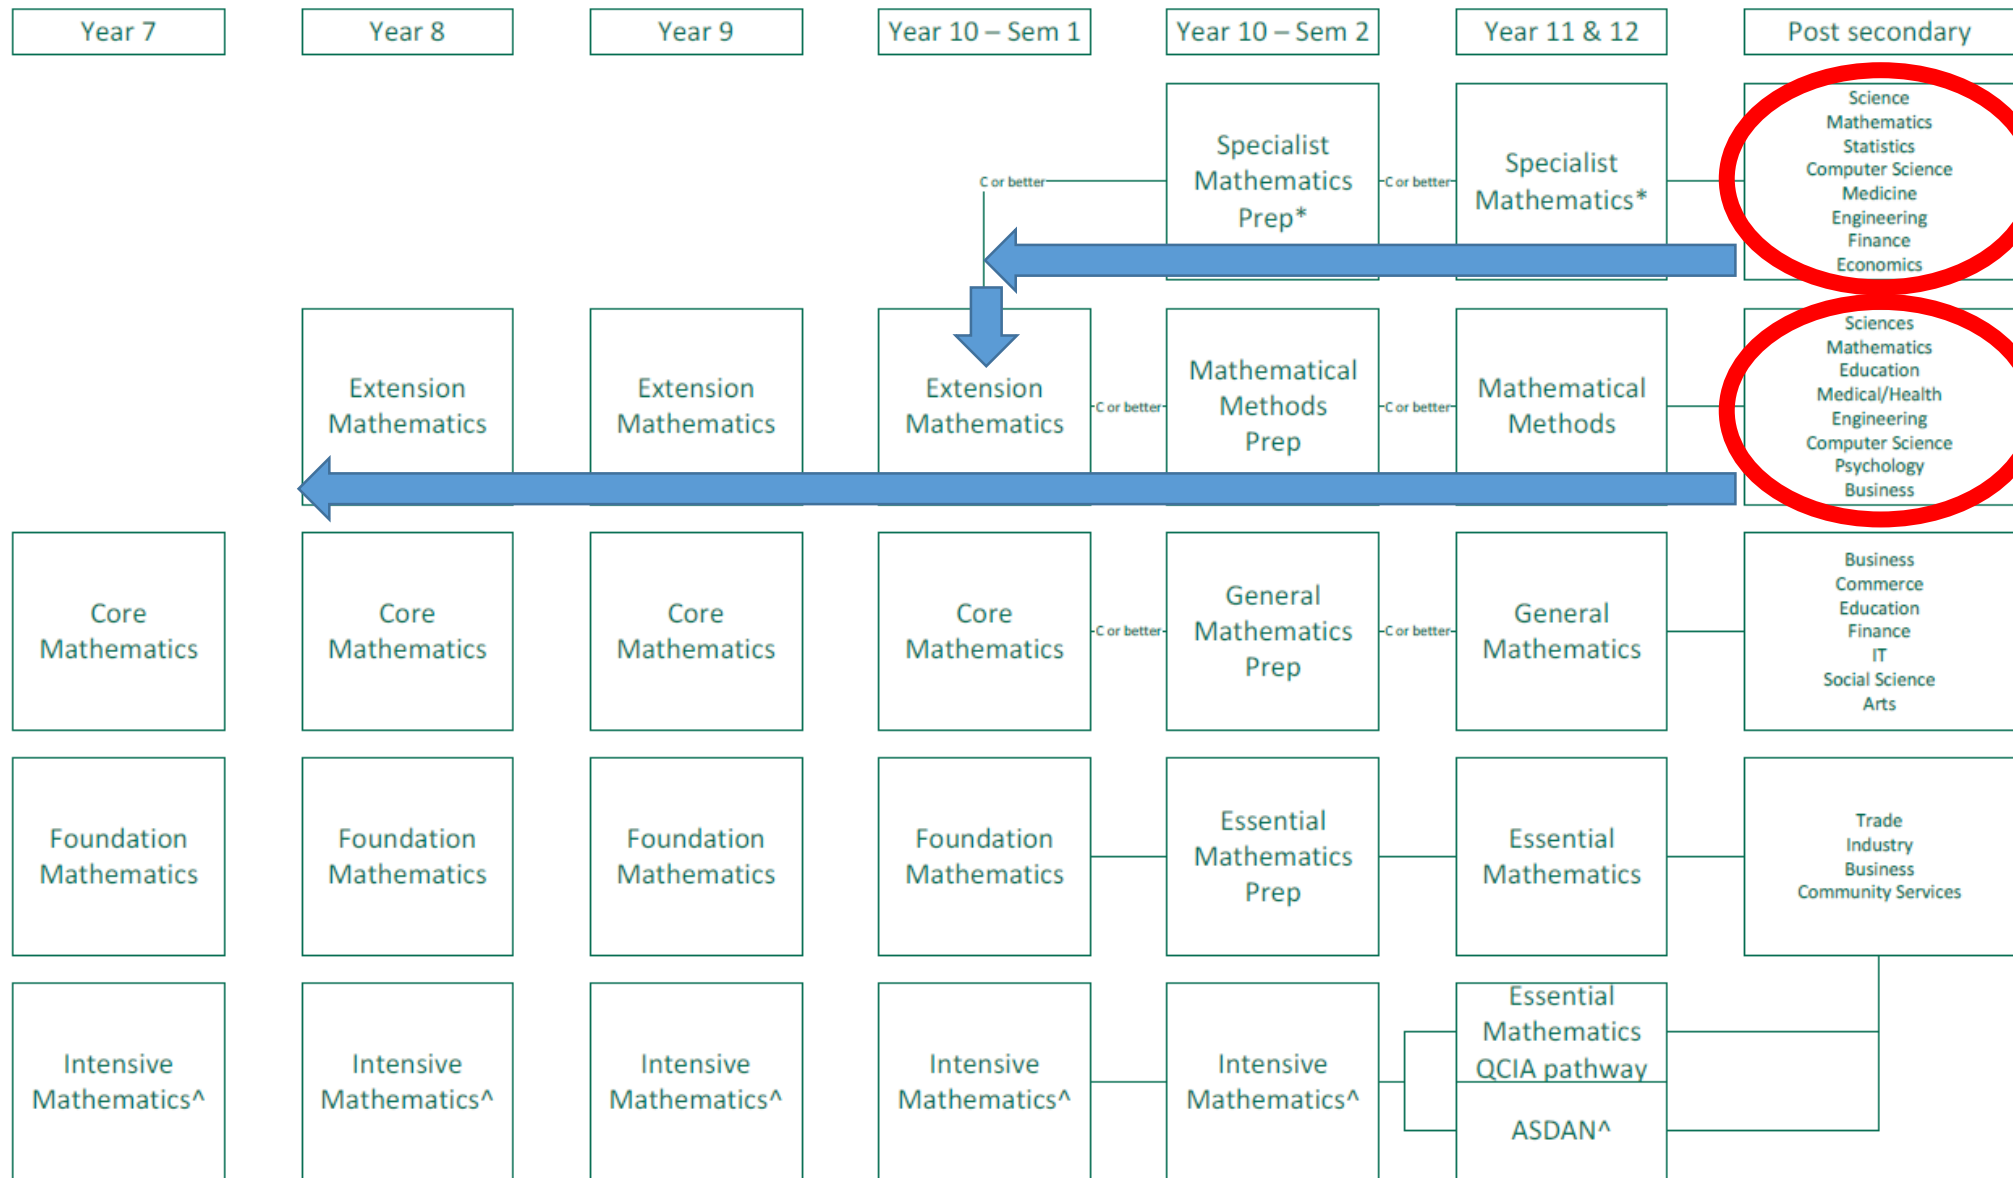 Year 7
Year 8
Year 9
Year 10 – Sem 1
Year 10 – Sem 2
Year 11 & 12
Post secondary
C or better
Specialist
Mathematics
Prep*
C or better
Specialist
Mathematics*
Science
Mathematics
Statistics
Computer Science
Medicine
Engineering
Finance
Economics
Extension
Mathematics
Extension
Mathematics
Extension
Mathematics
C or better
Mathematical
Methods
Prep
C or better
Mathematical
Methods
Sciences
Mathematics
Education
Medical/Health
Engineering
Computer Science
Psychology
Business
Core
Mathematics
Core
Mathematics
Core
Mathematics
Core
Mathematics
C or better
General
Mathematics
Prep
C or better
General
Mathematics
Business
Commerce
Education
Finance
IT
Social Science
Arts
Foundation
Mathematics
Foundation
Mathematics
Foundation
Mathematics
Foundation
Mathematics
Essential
Mathematics
Prep
Essential
Mathematics
Trade
Industry
Business
Community Services
Intensive
Mathematics^
Intensive
Mathematics^
Intensive
Mathematics^
Intensive
Mathematics^
Intensive
Mathematics^
Essential
Mathematics
QCIA pathway
ASDAN^